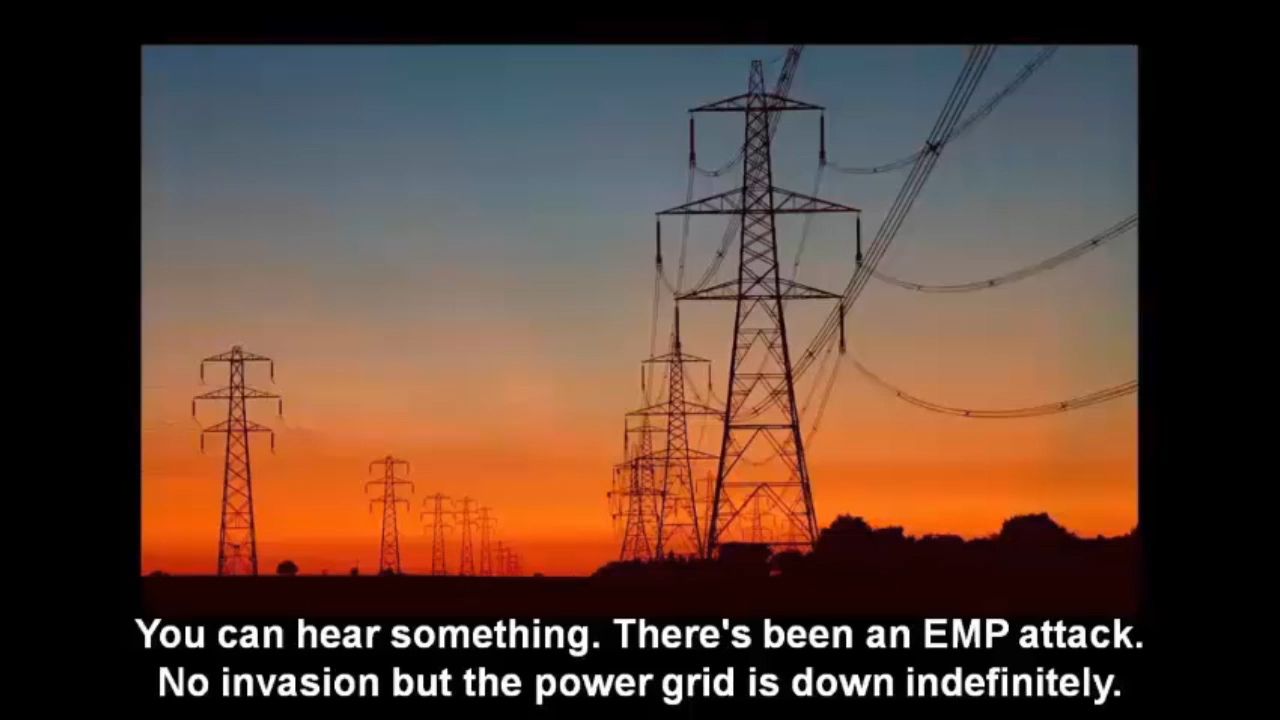 You can hear something. There's been an EMP attack.
No invasion but the power grid is down indefinitely.